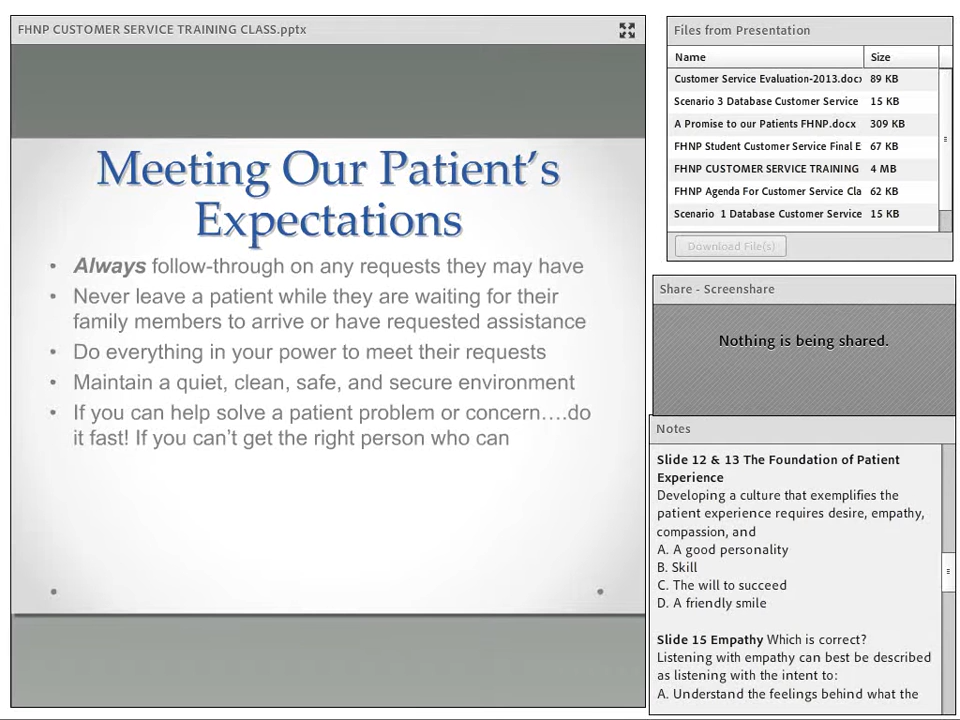 FHNP CUSTOMER SERVICE TRAINING CLASS.pptx
Meeting Our Patient's
Expectations
• Always follow-through on any requests they may have
• Never leave a patient while they are waiting for their
family members to arrive or have requested assistance
• Do everything in your power to meet their requests
• Maintain a quiet, clean, safe, and secure environment
• If you can help solve a patient problem or concern….do
it fast! If you can't get the right person who can
Files from Presentation
Name Size
Customer Service Evaluation-2013.docx 89 KB
Scenario 3 Database Customer Service 15 KB
A Promise to our Patients FHNP.docx 309 KB
FHNP Student Customer Service Final E 67 KB
FHNP CUSTOMER SERVICE TRAINING 4 MB
FHNP Agenda For Customer Service Cla 62 KB
Scenario 1 Database Customer Service 15 KB
Download File(s)
Share - Screenshare
Nothing is being shared.
Notes
Slide 12 & 13 The Foundation of Patient
Experience
Developing a culture that exemplifies the
patient experience requires desire, empathy,
compassion, and
A. A good personality
B. Skill
C. The will to succeed
D. A friendly smile
Slide 15 Empathy Which is correct?
Listening with empathy can best be described
as listening with the intent to:
A. Understand the feelings behind what the